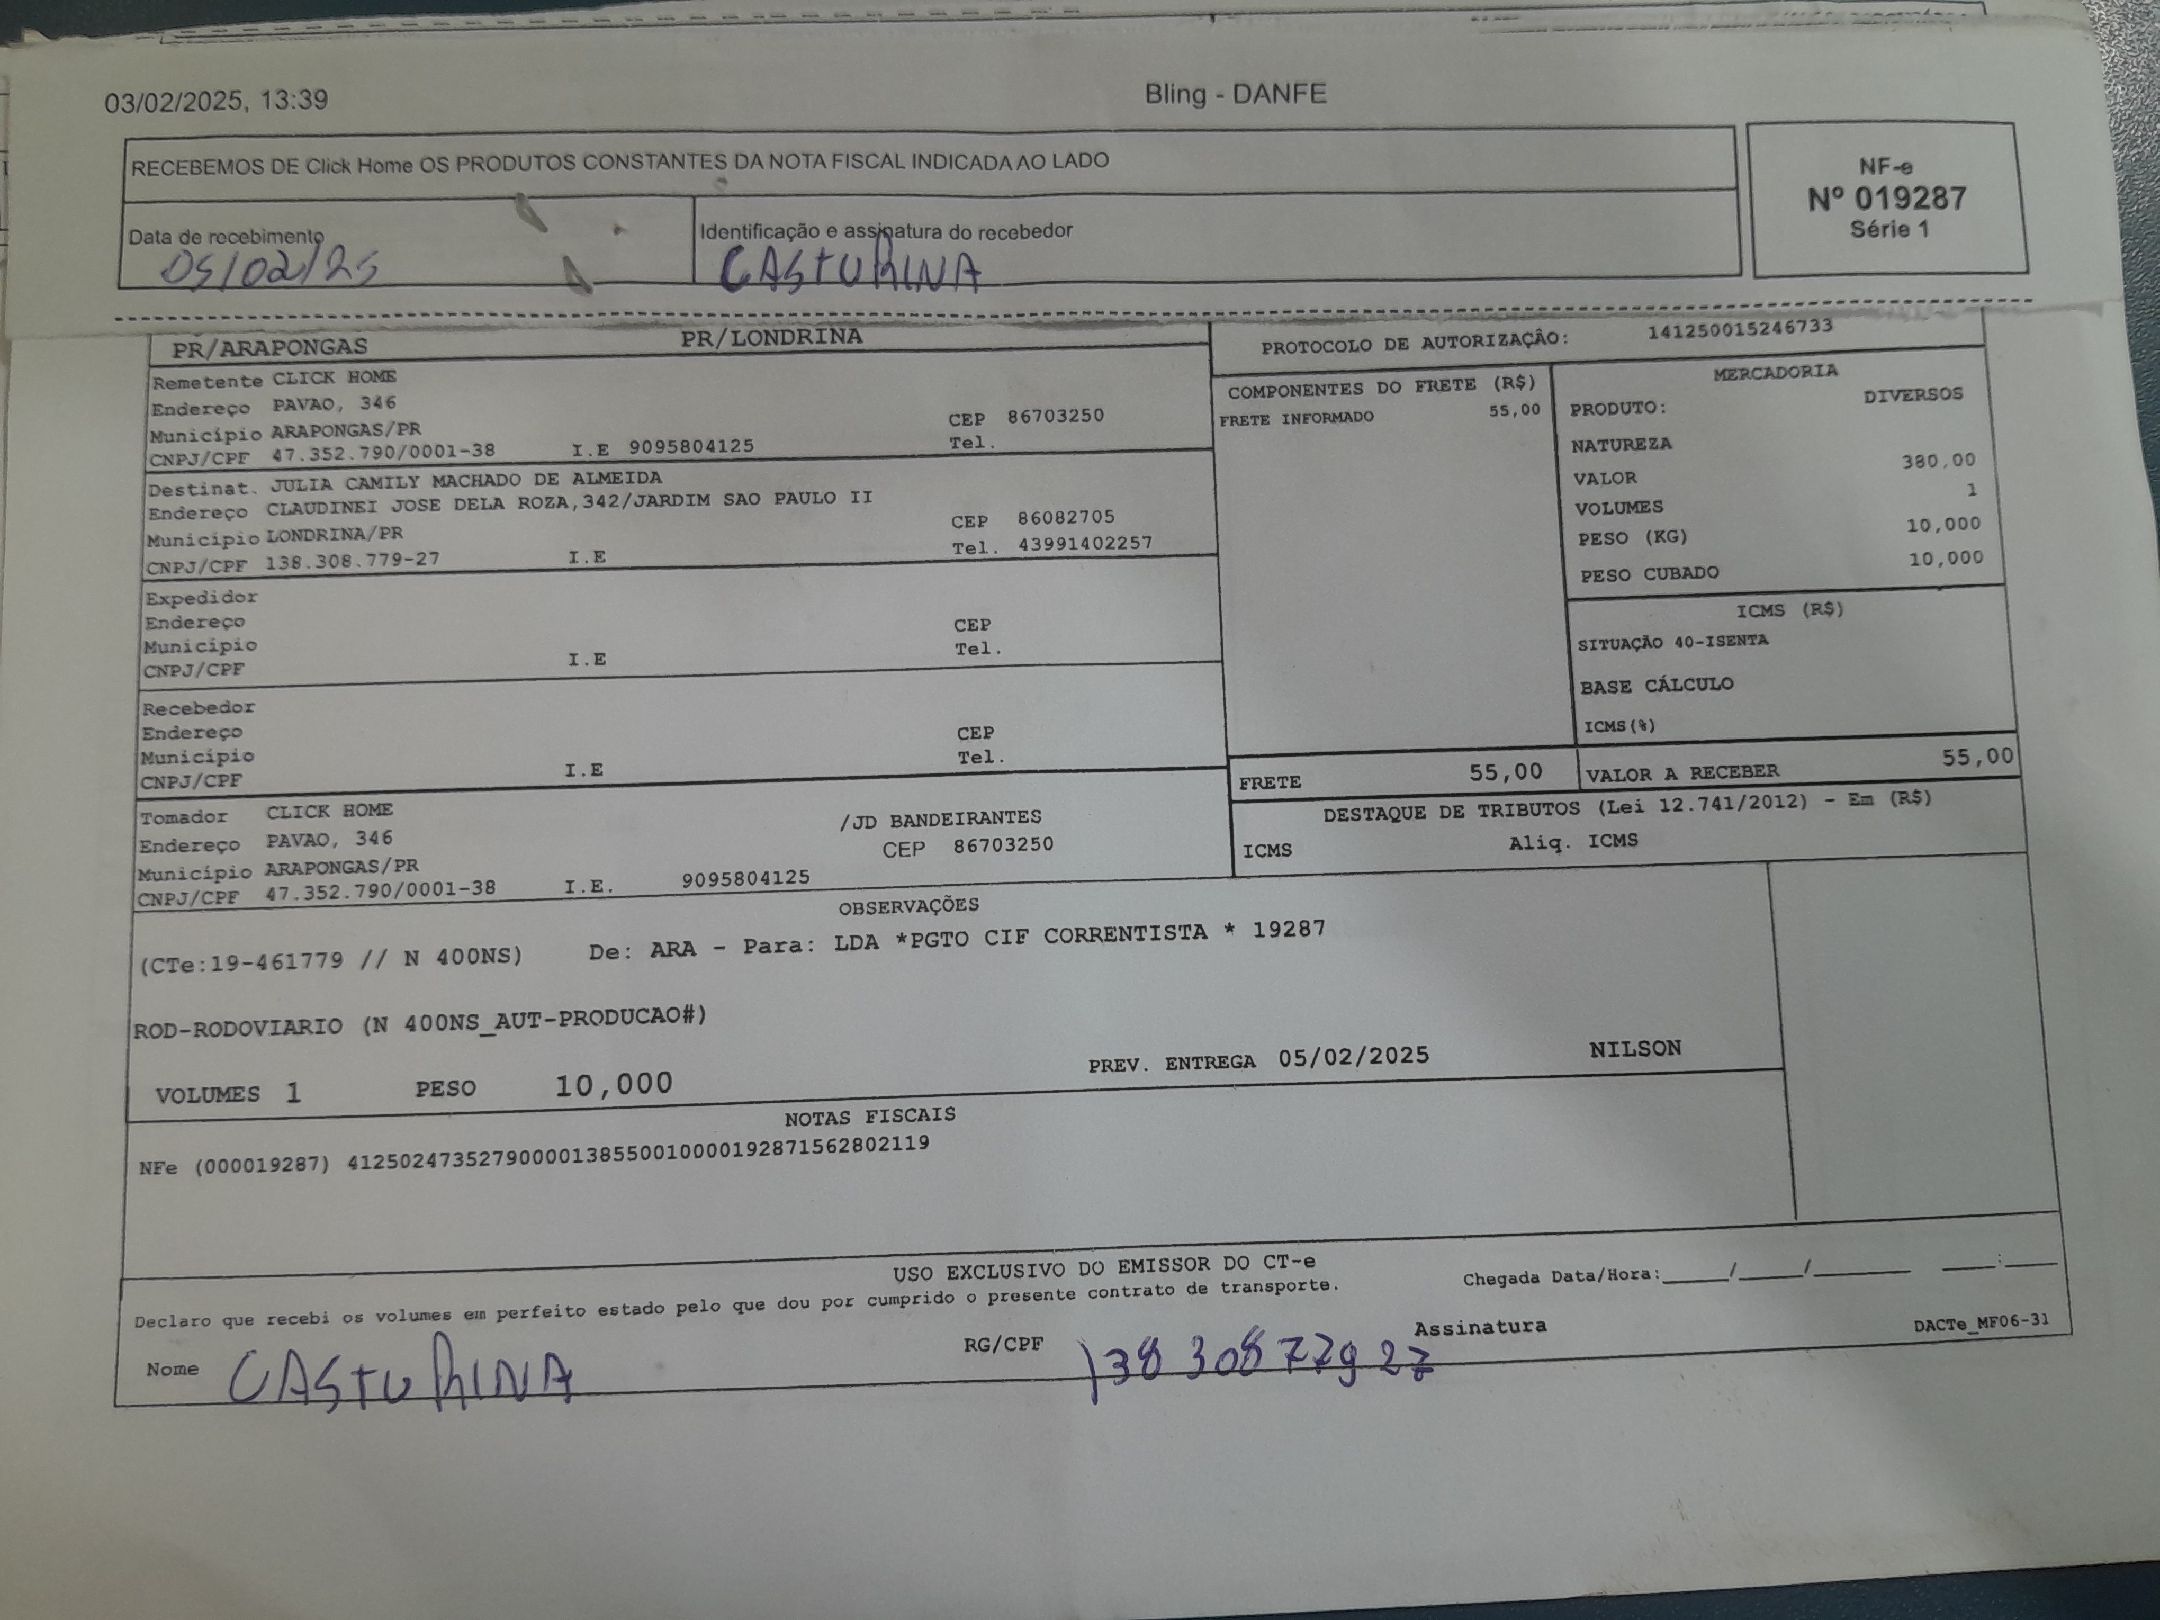 03/02/2025, 13:39 Bling - DANFE
RECEBEMOS DE Click Home OS PRODUTOS CONSTANTES DA NOTA FISCAL INDICADA AO LADO
NF-e
Nº 019287
Série 1
Data de recebimento
05/02/25
Identificação e assinatura do recebedor
CASTURINA
PR/ARAPONGAS PR/LONDRINA
Remetente CLICK HOME
Endereço PAVAO, 346
Município ARAPONGAS/PR CEP 86703250
CNPJ/CPF 47.352.790/0001-38 I.E 9095804125 Tel.
Destinat. JULIA CAMILY MACHADO DE ALMEIDA
Endereço CLAUDINEI JOSE DELA ROZA,342/JARDIM SAO PAULO II
Município LONDRINA/PR CEP 86082705
CNPJ/CPF 138.308.779-27 I.E Tel. 43991402257
Expedidor
Endereço
Município CEP
CNPJ/CPF I.E Tel.
Recebedor
Endereço
Município CEP
CNPJ/CPF I.E Tel.
Tomador CLICK HOME
Endereço PAVAO, 346 /JD BANDEIRANTES
Município ARAPONGAS/PR CEP 86703250
CNPJ/CPF 47.352.790/0001-38 I.E. 9095804125
PROTOCOLO DE AUTORIZAÇÂO: 141250015246733
COMPONENTES DO FRETE (R$)
FRETE INFORMADO 55,00
MERCADORIA
PRODUTO: DIVERSOS
NATUREZA
VALOR 380,00
VOLUMES 1
PESO (KG) 10,000
PESO CUBADO 10,000
ICMS (R$)
SITUAÇÃO 40-ISENTA
BASE CÁLCULO
ICMS(%)
FRETE 55,00 VALOR A RECEBER 55,00
DESTAQUE DE TRIBUTOS (Lei 12.741/2012) - Em (R$)
ICMS Aliq. ICMS
OBSERVAÇÕES
(CTe:19-461779 // N 400NS) De: ARA - Para: LDA *PGTO CIF CORRENTISTA * 19287
ROD-RODOVIARIO (N 400NS_AUT-PRODUCAO#)
VOLUMES 1 PESO 10,000 PREV. ENTREGA 05/02/2025 NILSON
NOTAS FISCAIS
NFe (000019287) 41250247352790000138550010000192871562802119
USO EXCLUSIVO DO EMISSOR DO CT-e
Declaro que recebi os volumes em perfeito estado pelo que dou por cumprido o presente contrato de transporte. Chegada Data/Hora:_____/_____/_______ ____:____
Nome CASTURINA RG/CPF 138 308 779 27 Assinatura DACTe_MF06-31